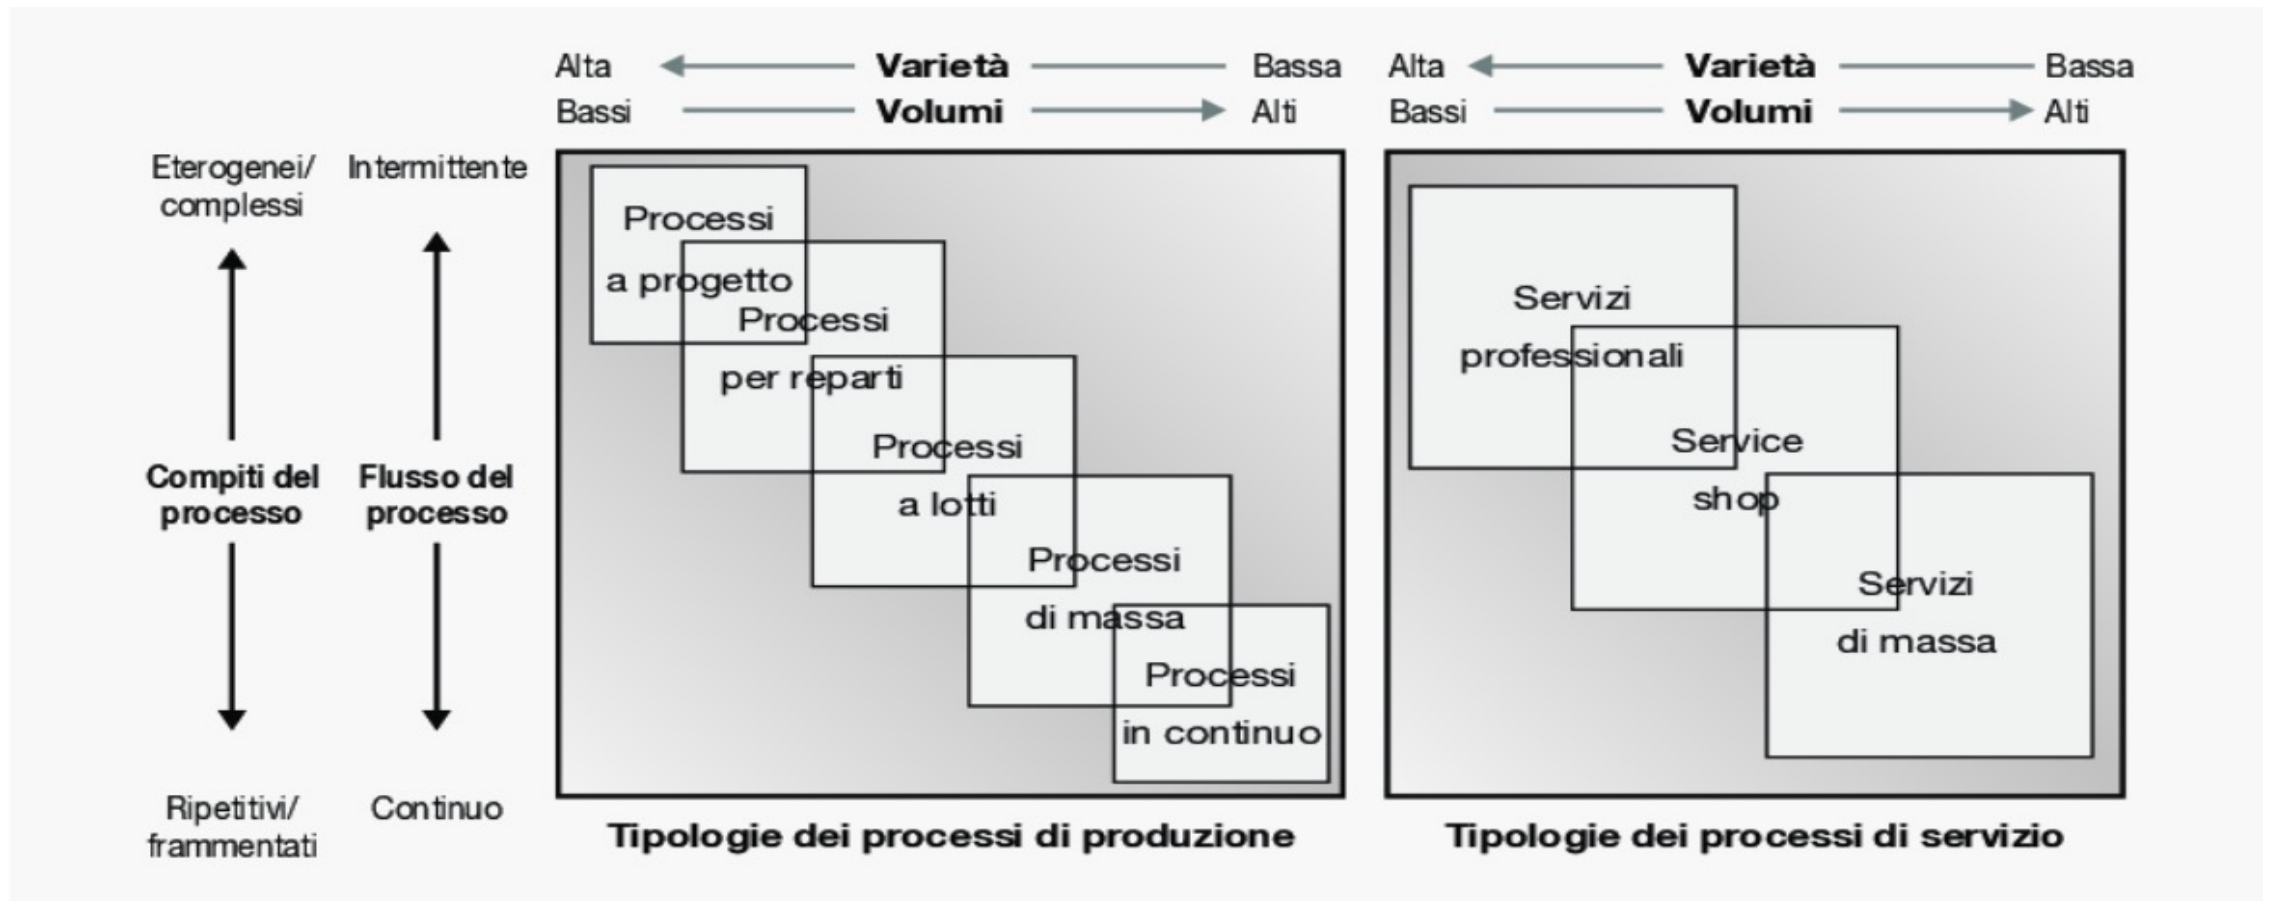 Alta Varietà Bassa
Bassi Volumi Alti
Alta Varietà Bassa
Bassi Volumi Alti
Eterogenei/
complessi
Intermittente
Compiti del
processo
Flusso del
processo
Ripetitivi/
frammentati
Continuo
Processi
a progetto
Processi
per reparti
Processi
a lotti
Processi
di massa
Processi
in continuo
Tipologie dei processi di produzione
Servizi
professionali
Service
shop
Servizi
di massa
Tipologie dei processi di servizio